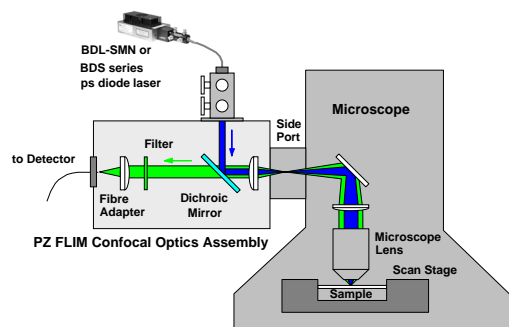 BDL-SMN or
BDS series
ps diode laser
Microscope
Side
Port
Filter
to Detector
Fibre
Adapter
Dichroic
Mirror
PZ FLIM Confocal Optics Assembly
Microscope
Lens
Scan Stage
Sample